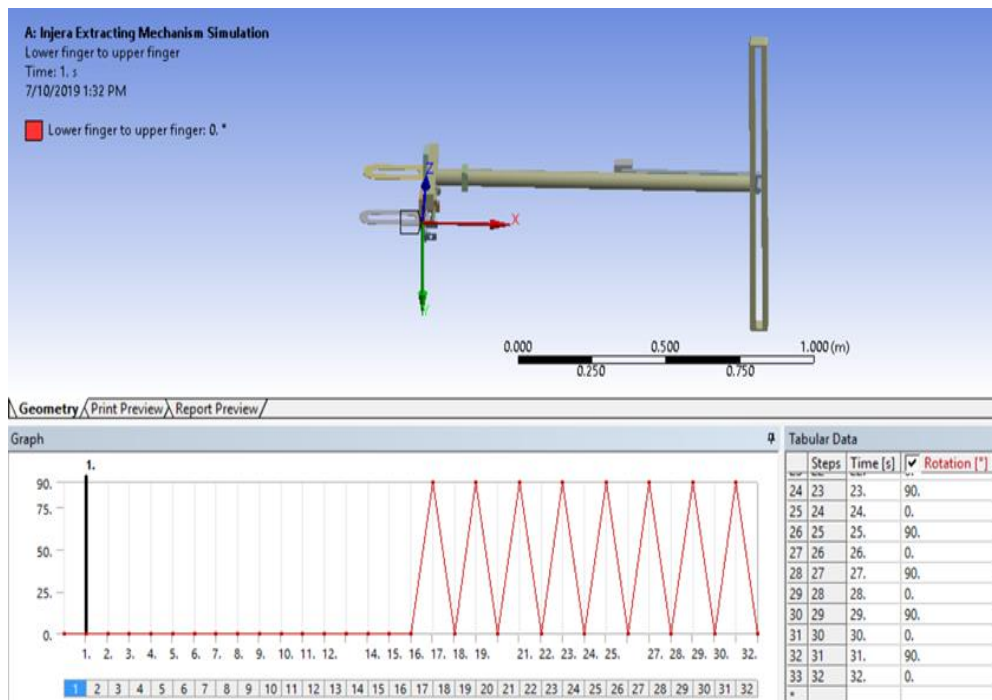 A: Injera Extracting Mechanism Simulation
Lower finger to upper finger
Time: 1. s
7/10/2019 1:32 PM
Lower finger to upper finger: 0. °
Z
X
Y
0.000 0.500 1.000 (m)
0.250 0.750
Geometry Print Preview Report Preview
Graph
1.
90.
75.
50.
25.
0.
1. 2. 3. 4. 5. 6. 7. 8. 9. 10. 11. 12. 14. 15. 16. 17. 18. 19. 21. 22. 23. 24. 25. 27. 28. 29. 30. 32.
1 2 3 4 5 6 7 8 9 10 11 12 13 14 15 16 17 18 19 20 21 22 23 24 25 26 27 28 29 30 31 32
Tabular Data
Steps Time [s] Rotation [°]
24 23 23. 90.
25 24 24. 0.
26 25 25. 90.
27 26 26. 0.
28 27 27. 90.
29 28 28. 0.
30 29 29. 90.
31 30 30. 0.
32 31 31. 90.
33 32 32. 0.
*